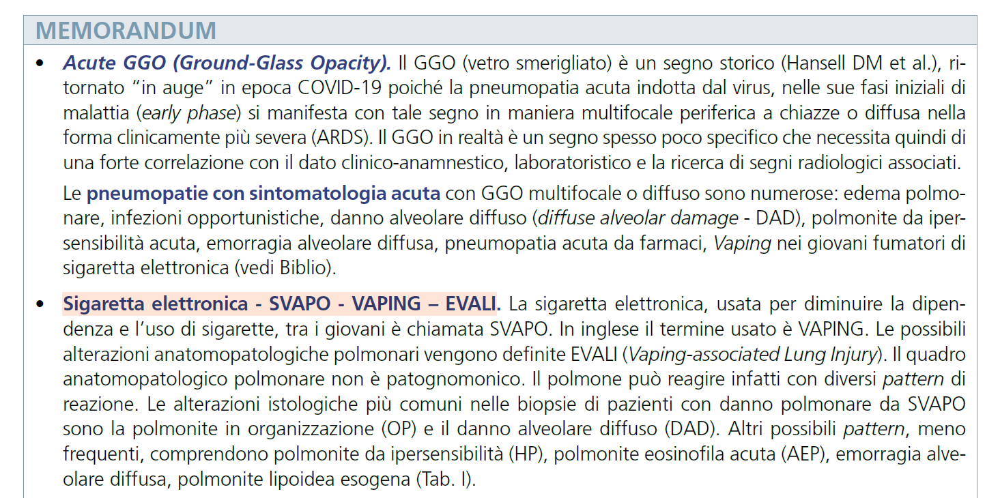 MEMORANDUM
• Acute GGO (Ground-Glass Opacity). Il GGO (vetro smerigliato) è un segno storico (Hansell DM et al.), ri-
tornato “in auge” in epoca COVID-19 poiché la pneumopatia acuta indotta dal virus, nelle sue fasi iniziali di
malattia (early phase) si manifesta con tale segno in maniera multifocale periferica a chiazze o diffusa nella
forma clinicamente più severa (ARDS). Il GGO in realtà è un segno spesso poco specifico che necessita quindi di
una forte correlazione con il dato clinico-anamnestico, laboratoristico e la ricerca di segni radiologici associati.
Le pneumopatie con sintomatologia acuta con GGO multifocale o diffuso sono numerose: edema polmo-
nare, infezioni opportunistiche, danno alveolare diffuso (diffuse alveolar damage - DAD), polmonite da iper-
sensibilità acuta, emorragia alveolare diffusa, pneumopatia acuta da farmaci, Vaping nei giovani fumatori di
sigaretta elettronica (vedi Biblio).
• Sigaretta elettronica - SVAPO - VAPING – EVALI. La sigaretta elettronica, usata per diminuire la dipen-
denza e l’uso di sigarette, tra i giovani è chiamata SVAPO. In inglese il termine usato è VAPING. Le possibili
alterazioni anatomopatologiche polmonari vengono definite EVALI (Vaping-associated Lung Injury). Il quadro
anatomopatologico polmonare non è patognomonico. Il polmone può reagire infatti con diversi pattern di
reazione. Le alterazioni istologiche più comuni nelle biopsie di pazienti con danno polmonare da SVAPO
sono la polmonite in organizzazione (OP) e il danno alveolare diffuso (DAD). Altri possibili pattern, meno
frequenti, comprendono polmonite da ipersensibilità (HP), polmonite eosinofila acuta (AEP), emorragia alve-
olare diffusa, polmonite lipoidea esogena (Tab. I).